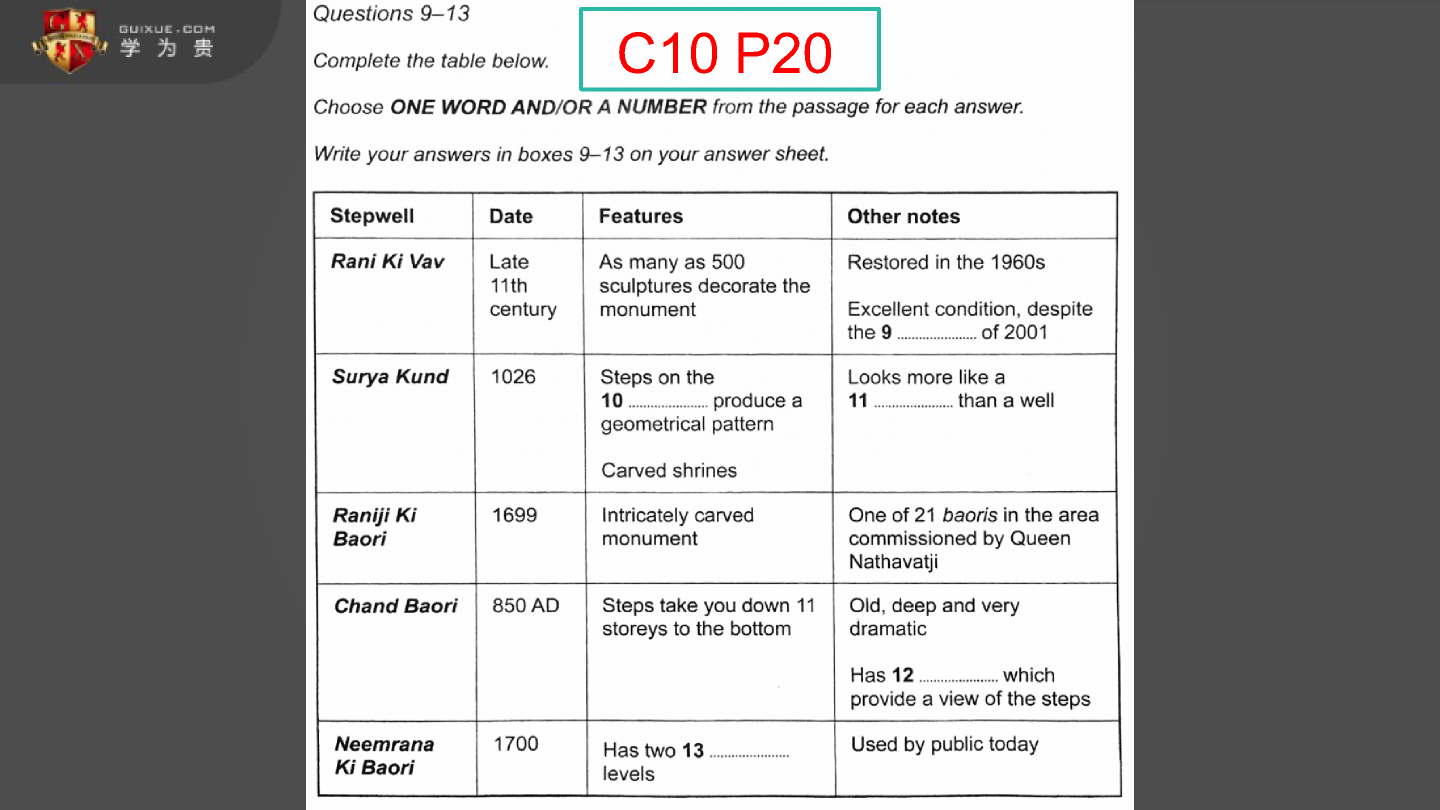 GUIXUE.COM
学为贵
Questions 9–13
C10 P20
Complete the table below.
Choose ONE WORD AND/OR A NUMBER from the passage for each answer.
Write your answers in boxes 9–13 on your answer sheet.
Stepwell
Date
Features
Other notes
Rani Ki Vav
Late
11th
century
As many as 500
sculptures decorate the
monument
Restored in the 1960s
Excellent condition, despite
the 9 ...................... of 2001
Surya Kund
1026
Steps on the
10 ...................... produce a
geometrical pattern
Carved shrines
Looks more like a
11 ...................... than a well
Raniji Ki
Baori
1699
Intricately carved
monument
One of 21 baoris in the area
commissioned by Queen
Nathavatji
Chand Baori
850 AD
Steps take you down 11
storeys to the bottom
Old, deep and very
dramatic
Has 12 ...................... which
provide a view of the steps
Neemrana
Ki Baori
1700
Has two 13 ......................
levels
Used by public today